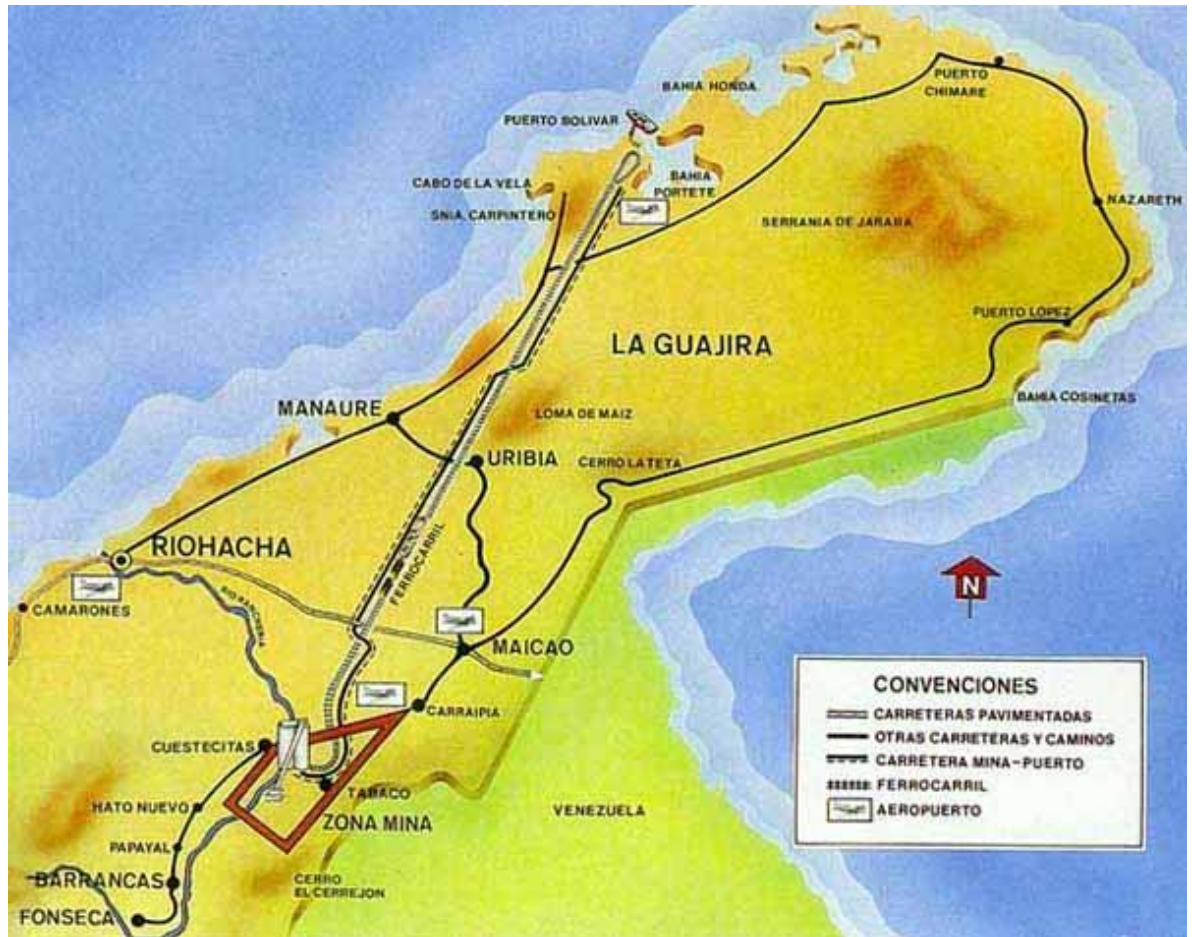 BAHIA HONDA
PUERTO
CHIMARE
PUERTO BOLIVAR
CABO DE LA VELA
BAHIA
PORTETE
SNIA. CARPINTERO
NAZARETH
SERRANIA DE JARARA
PUERTO LOPEZ
LA GUAJIRA
BAHIA COSINETAS
MANAURE
LOMA DE MAIZ
URIBIA
CERRO LA TETA
RIOHACHA
FERROCARRIL
CAMARONES
RIO RANCHERIA
MAICAO
N
CARRAIPIA
CUESTECITAS
TABACO
HATO NUEVO
ZONA MINA
VENEZUELA
PAPAYAL
BARRANCAS
CERRO
EL CERREJON
FONSECA
CONVENCIONES
CARRETERAS PAVIMENTADAS
OTRAS CARRETERAS Y CAMINOS
CARRETERA MINA-PUERTO
FERROCARRIL
AEROPUERTO